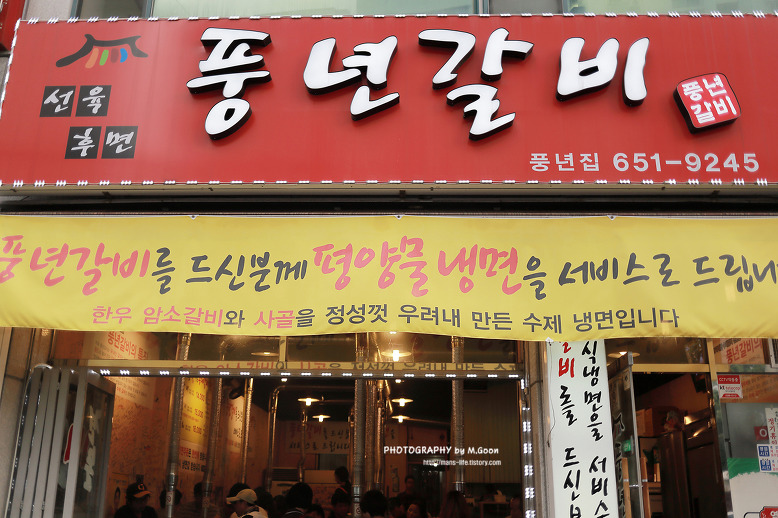 풍년갈비
선육
후면
풍년
갈비
풍년집 651-9245
풍년갈비를 드신분께 평양물냉면을 서비스로 드립니
한우 암소갈비와 사골을 정성껏 우려내 만든 수제 냉면입니다
비를 드신분
식냉면을 서비스
PHOTOGRAPHY by M.Goon
http://mans-life.tistory.com